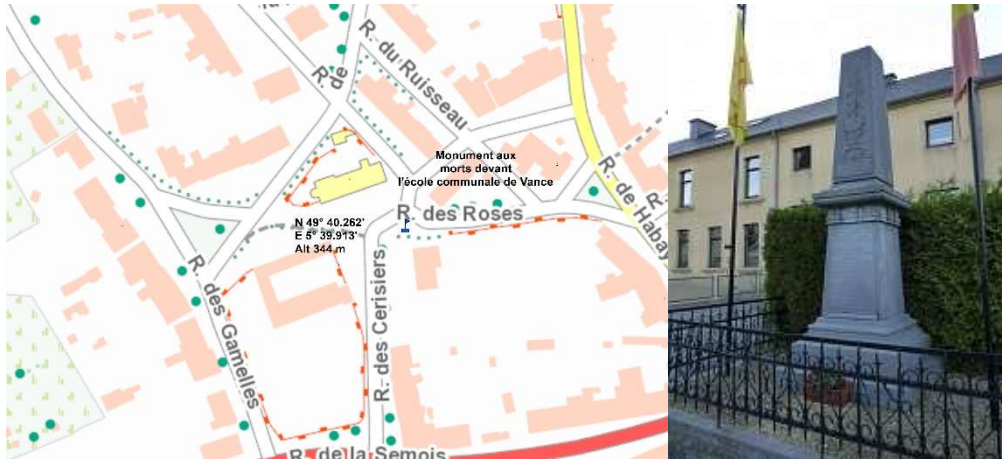 R. de
R. du Ruisseau
Monument aux
morts devant
l'école communale de Vance
R. de Habay
R.
R. des Roses
N 49° 40.262'
E 5° 39.913'
Alt 344 m
R. des Gamelles
R. des Cerisiers
R. de la Semois